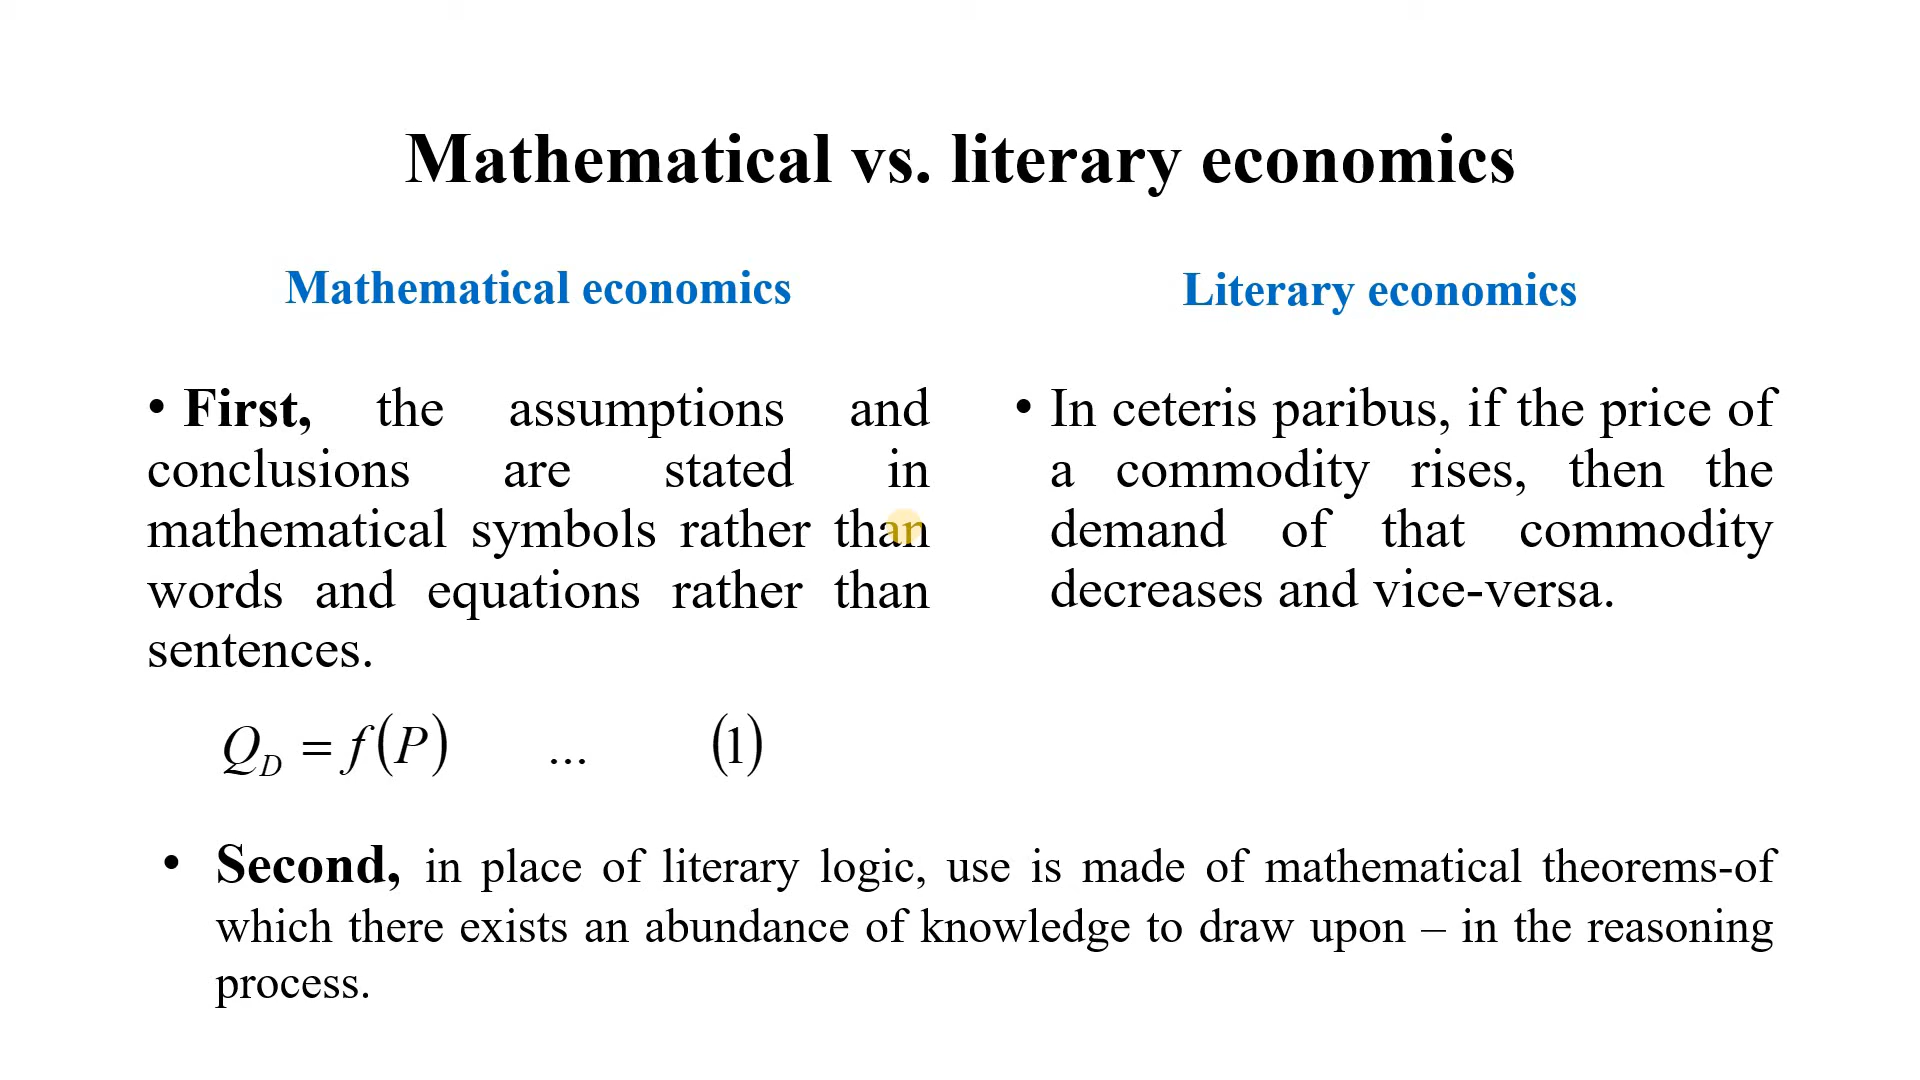 Mathematical vs. literary economics
Mathematical economics
• First, the assumptions and
conclusions are stated in
mathematical symbols rather than
words and equations rather than
sentences.
Q_D = f(P) ... (1)
Literary economics
• In ceteris paribus, if the price of
a commodity rises, then the
demand of that commodity
decreases and vice-versa.
• Second, in place of literary logic, use is made of mathematical theorems-of
which there exists an abundance of knowledge to draw upon – in the reasoning
process.